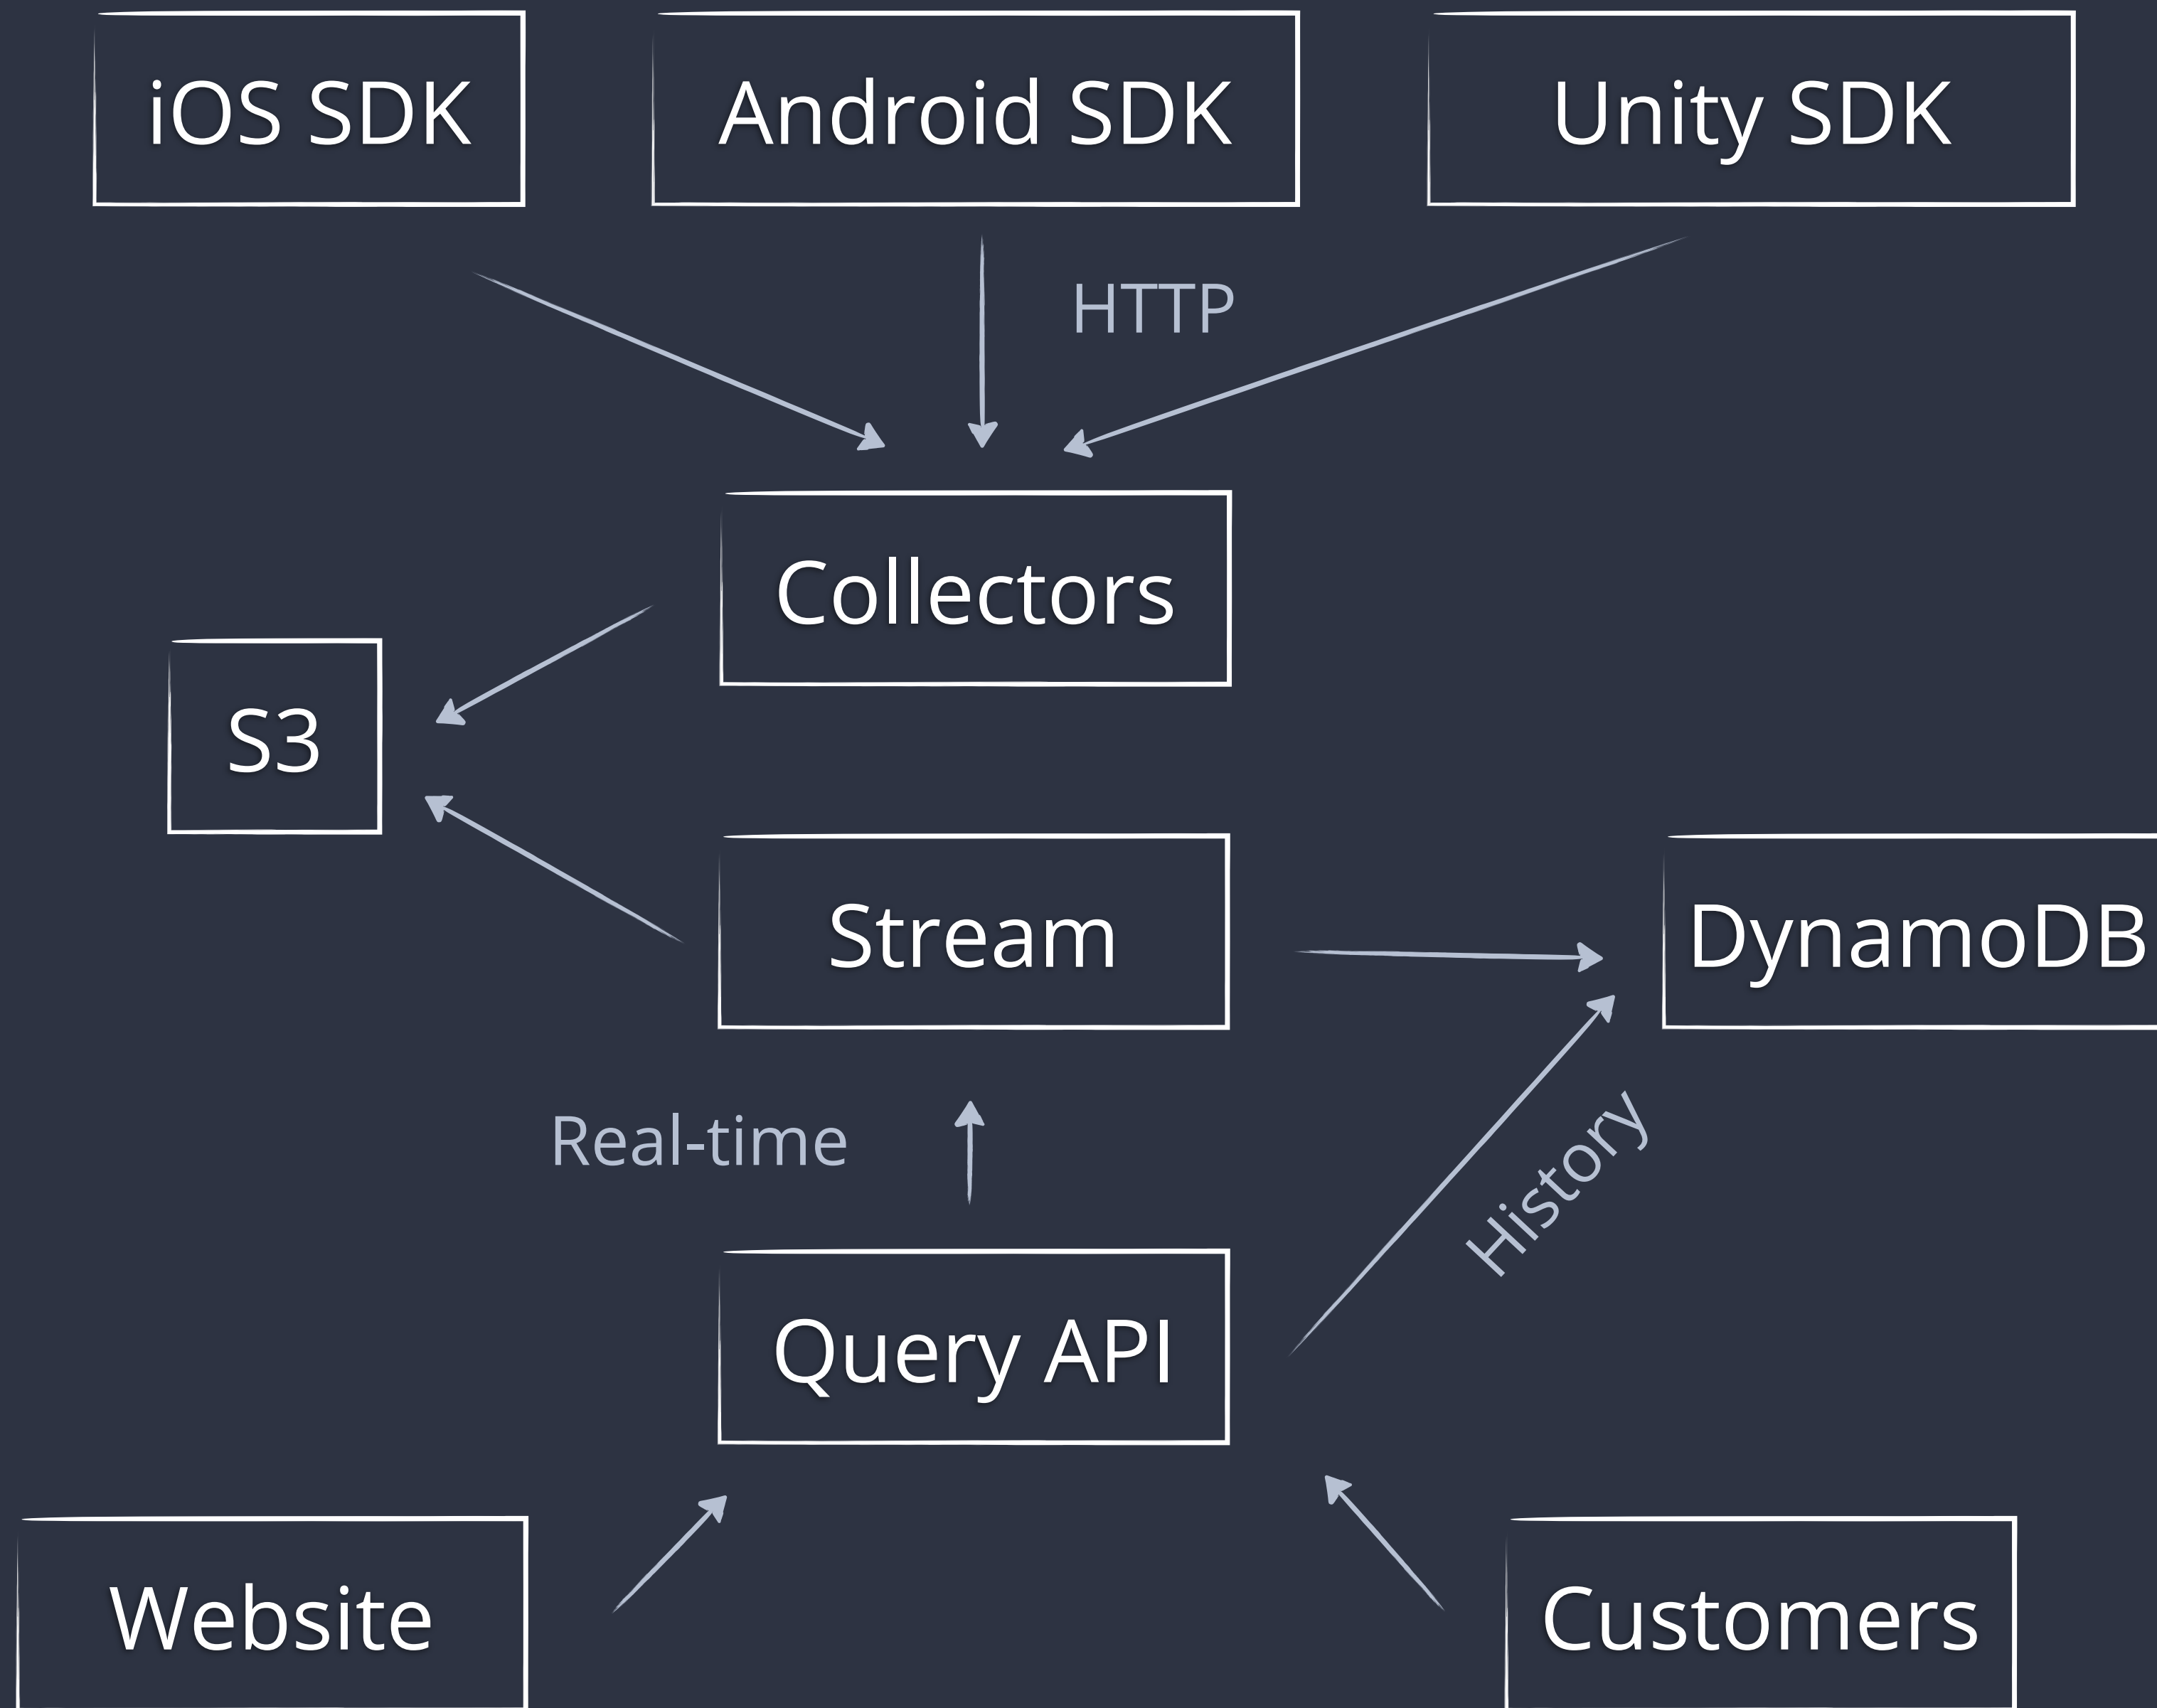 iOS SDK
Android SDK
Unity SDK
HTTP
Collectors
S3
Stream
DynamoDB
Real-time
History
Query API
Website
Customers